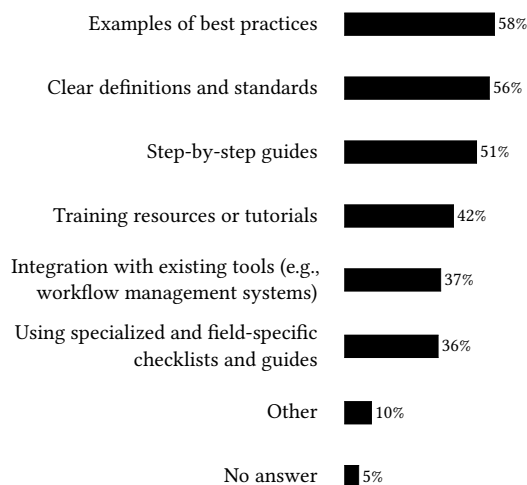 Examples of best practices 58%
Clear definitions and standards 56%
Step-by-step guides 51%
Training resources or tutorials 42%
Integration with existing tools (e.g.,
workflow management systems) 37%
Using specialized and field-specific
checklists and guides 36%
Other 10%
No answer 5%